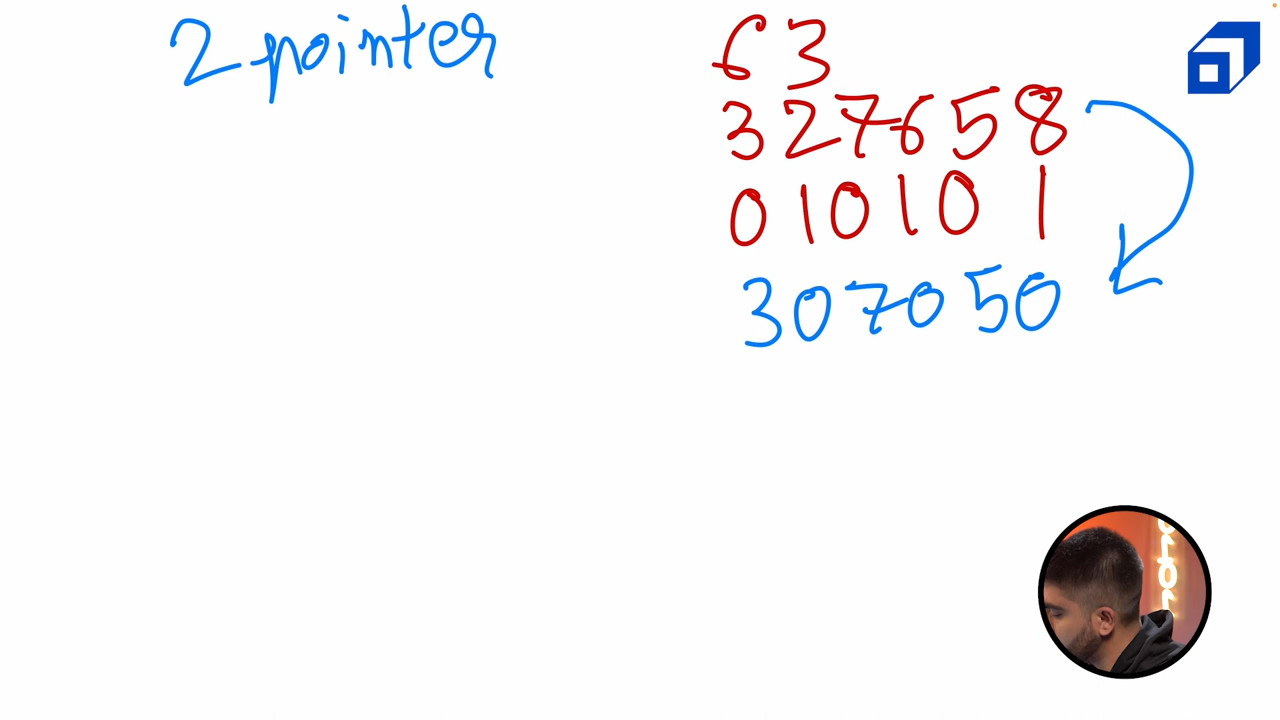 2 pointer
6 3
3 2 7 6 5 8
0 1 0 1 0 1
3 0 7 0 5 0